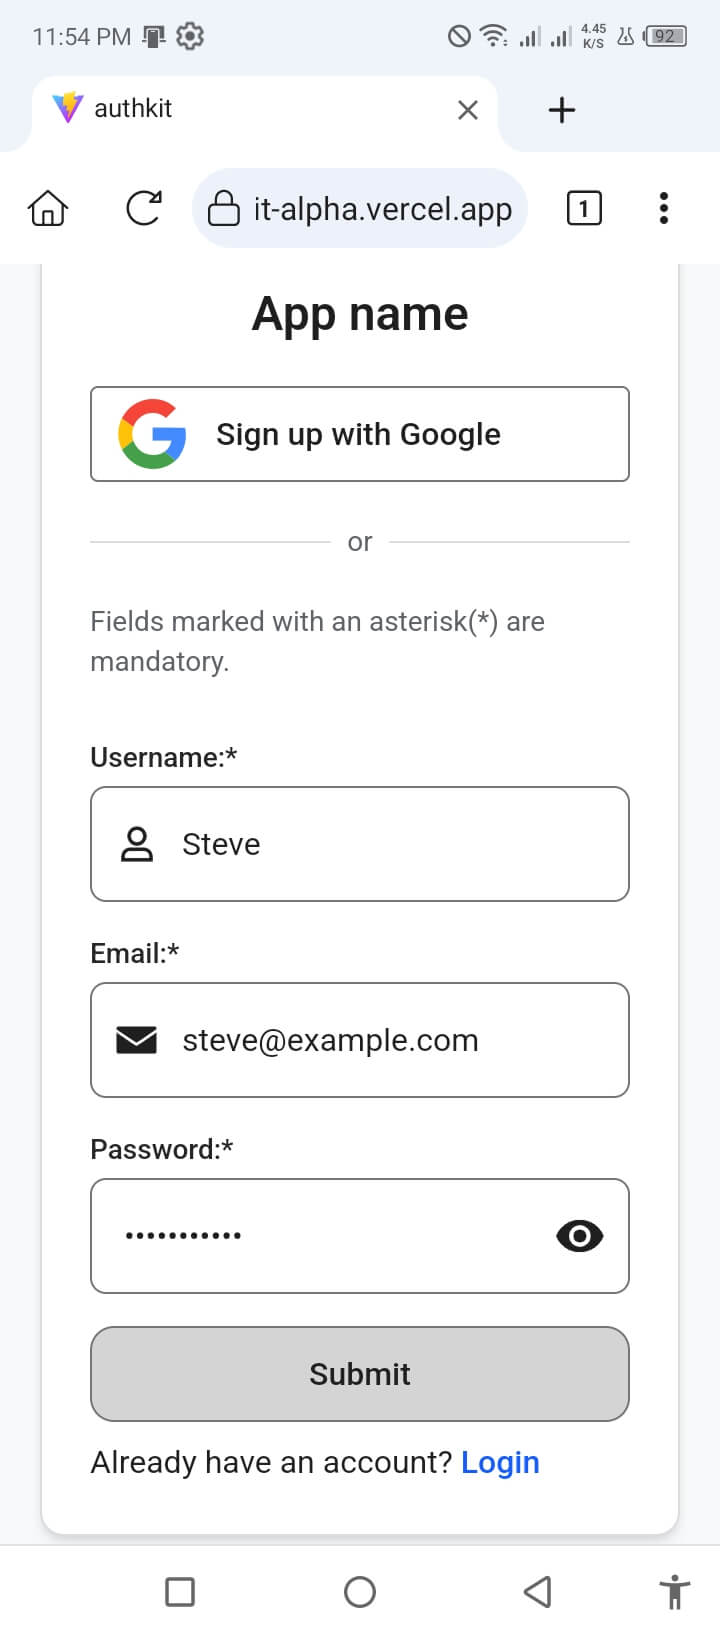 11:54 PM
4.45
K/S
92
authkit
it-alpha.vercel.app
1
App name
Sign up with Google
or
Fields marked with an asterisk(*) are
mandatory.
Username:*
Steve
Email:*
steve@example.com
Password:*
•••••••••••
Submit
Already have an account? Login